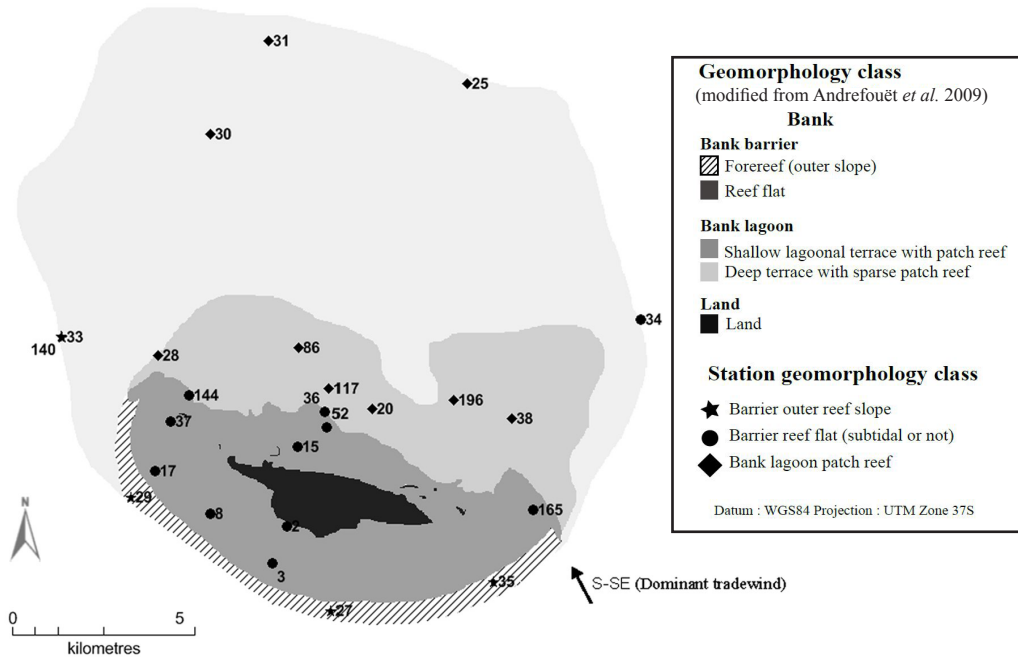 31
25
30
34
33
140
28
86
117
144
36
52
20
196
38
37
15
17
29
8
2
165
3
35
27
N
S-SE (Dominant tradewind)
0 5
kilometres
Geomorphology class
(modified from Andrefouët et al. 2009)
Bank
Bank barrier
Forereef (outer slope)
Reef flat
Bank lagoon
Shallow lagoonal terrace with patch reef
Deep terrace with sparse patch reef
Land
Land
Station geomorphology class
Barrier outer reef slope
Barrier reef flat (subtidal or not)
Bank lagoon patch reef
Datum : WGS84 Projection : UTM Zone 37S